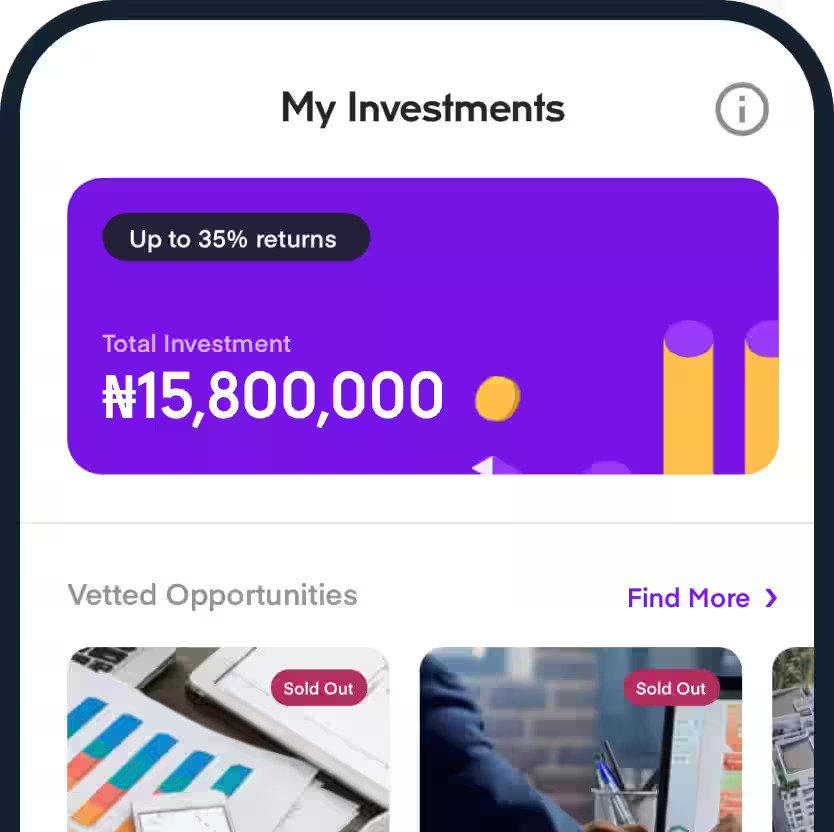 My Investments
Up to 35% returns
Total Investment
₦15,800,000
Vetted Opportunities
Find More
Sold Out
Sold Out